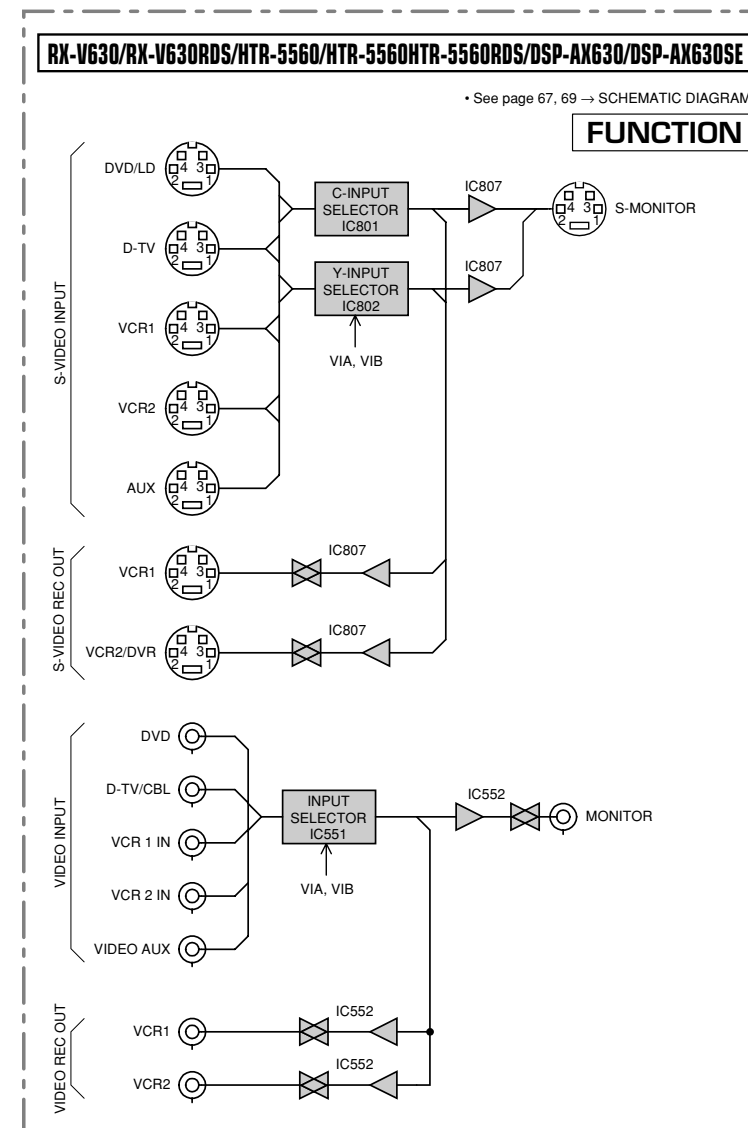 RX-V630/RX-V630RDS/HTR-5560/HTR-5560HTR-5560RDS/DSP-AX630/DSP-AX630SE
• See page 67, 69 → SCHEMATIC DIAGRAM
FUNCTION
S-VIDEO INPUT
DVD/LD
4 3
2 1
D-TV
4 3
2 1
VCR1
4 3
2 1
VCR2
4 3
2 1
AUX
4 3
2 1
C-INPUT
SELECTOR
IC801
Y-INPUT
SELECTOR
IC802
VIA, VIB
IC807
IC807
4 3
2 1
S-MONITOR
S-VIDEO REC OUT
VCR1
4 3
2 1
IC807
VCR2/DVR
4 3
2 1
IC807
VIDEO INPUT
DVD
D-TV/CBL
VCR 1 IN
VCR 2 IN
VIDEO AUX
INPUT
SELECTOR
IC551
VIA, VIB
IC552
MONITOR
VIDEO REC OUT
VCR1
IC552
VCR2
IC552